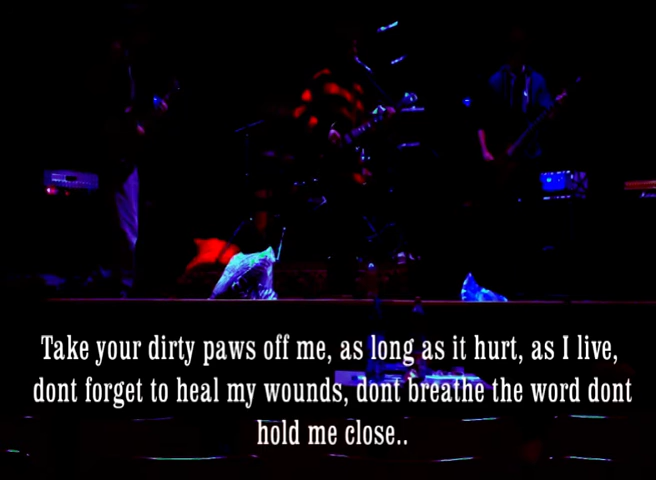 Take your dirty paws off me, as long as it hurt, as I live,
dont forget to heal my wounds, dont breathe the word dont
hold me close..